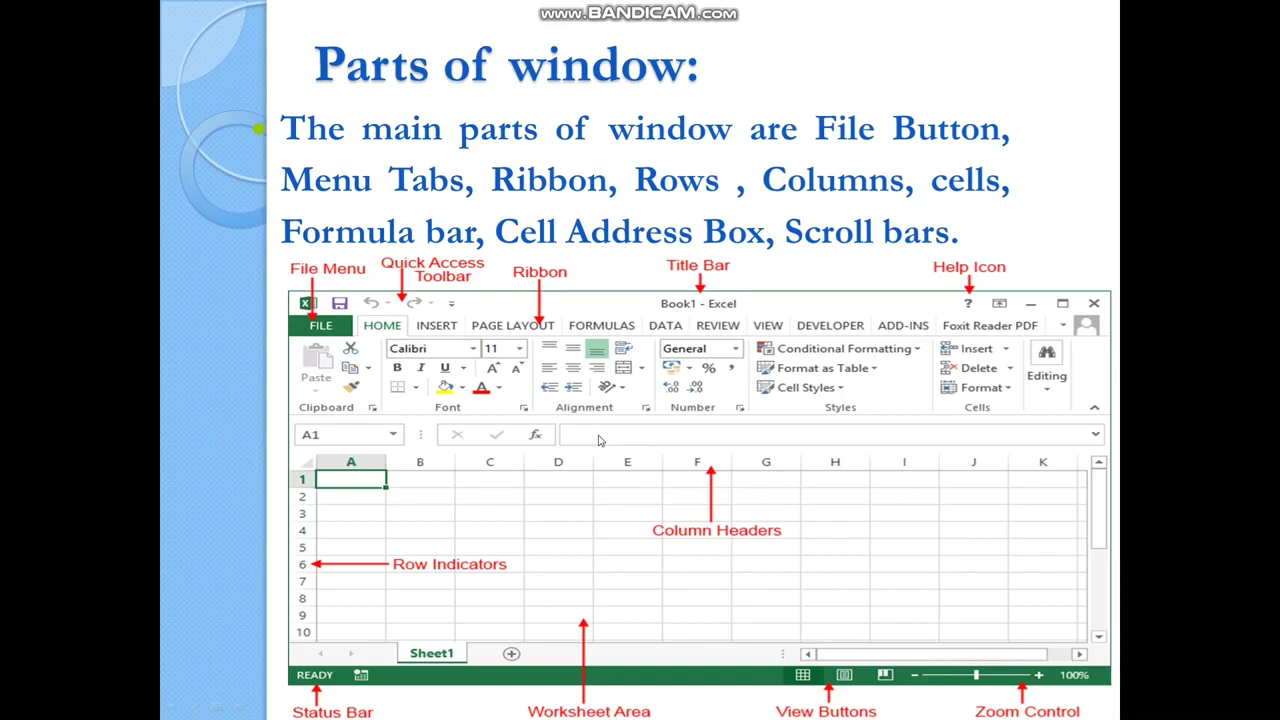 www.BANDICAM.com
Parts of window:
The main parts of window are File Button,
Menu Tabs, Ribbon, Rows , Columns, cells,
Formula bar, Cell Address Box, Scroll bars.
File Menu
Quick Access
Toolbar
Ribbon
Title Bar
Help Icon
Book1 - Excel
?
FILE HOME INSERT PAGE LAYOUT FORMULAS DATA REVIEW VIEW DEVELOPER ADD-INS Foxit Reader PDF
Calibri 11 General Conditional Formatting Insert
Paste B I U A A % , Format as Table Delete Editing
A Cell Styles Format
Clipboard Font Alignment Number Styles Cells
A1 fx
A B C D E F G H I J K
1
2
3
4
Column Headers
5
6 Row Indicators
7
8
9
10
Sheet1
READY 100%
Status Bar Worksheet Area View Buttons Zoom Control